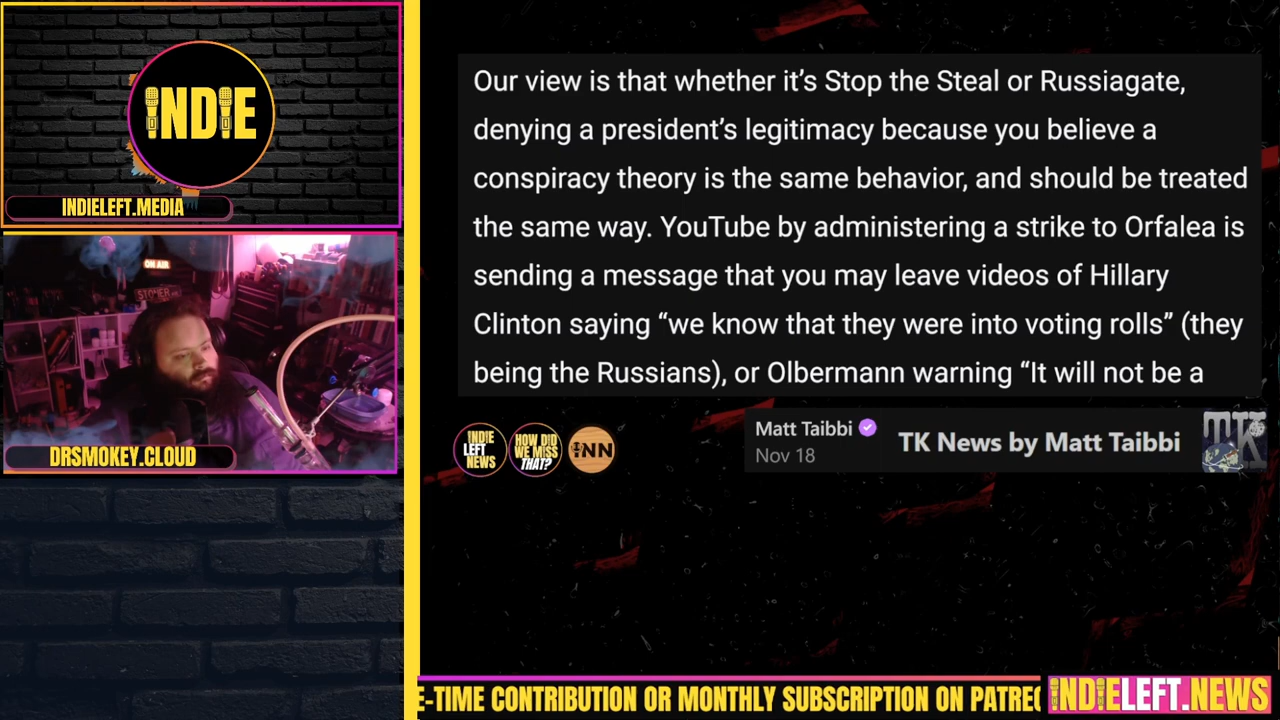 INDIE
INDIELEFT.MEDIA
ON AIR
STONER
DRSMOKEY.CLOUD
Our view is that whether it’s Stop the Steal or Russiagate,
denying a president’s legitimacy because you believe a
conspiracy theory is the same behavior, and should be treated
the same way. YouTube by administering a strike to Orfalea is
sending a message that you may leave videos of Hillary
Clinton saying “we know that they were into voting rolls” (they
being the Russians), or Olbermann warning “It will not be a
INDIE
LEFT
NEWS
HOW DID
WE MISS
THAT?
INN
Matt Taibbi
Nov 18
TK News by Matt Taibbi
TK
E-TIME CONTRIBUTION OR MONTHLY SUBSCRIPTION ON PATREO
INDIELEFT.NEWS